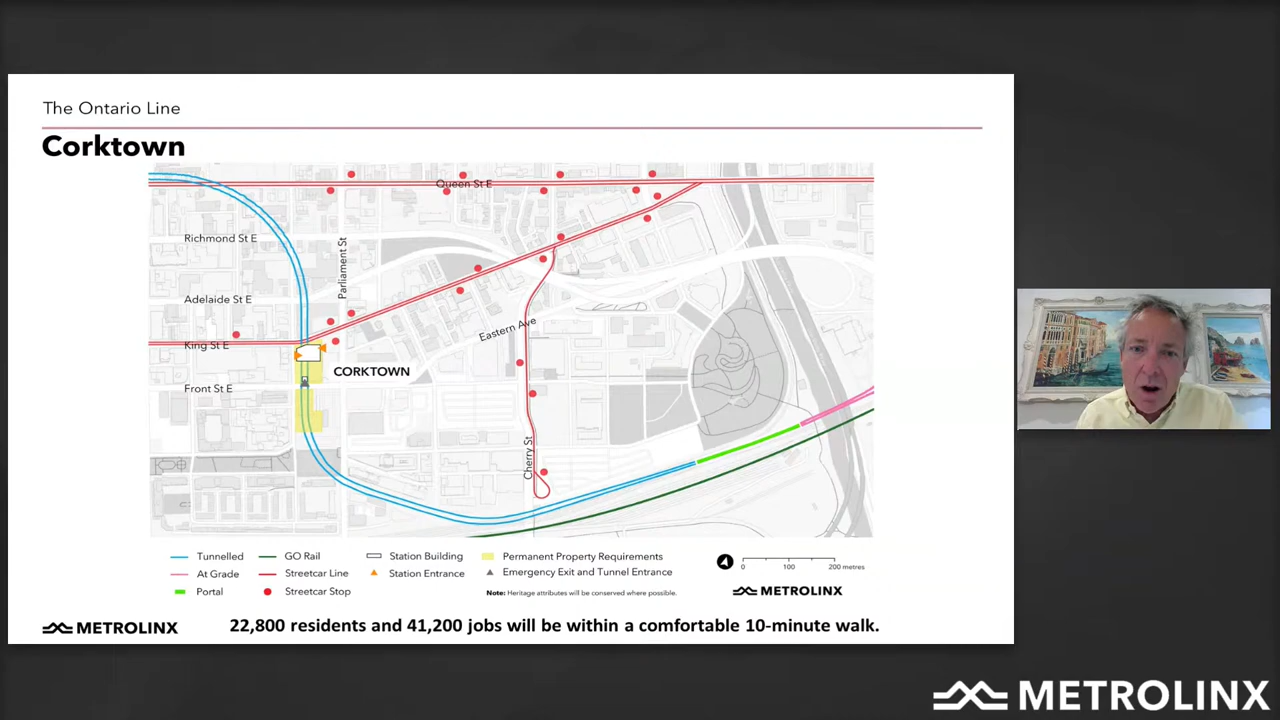 The Ontario Line
Corktown
Queen St E
Richmond St E
Parliament St
Adelaide St E
Eastern Ave
King St E
CORKTOWN
Front St E
Cherry St
Tunnelled
GO Rail
Station Building
Permanent Property Requirements
At Grade
Streetcar Line
Station Entrance
Emergency Exit and Tunnel Entrance
Portal
Streetcar Stop
Note: Heritage attributes will be conserved where possible.
0 100 200 metres
METROLINX
METROLINX
22,800 residents and 41,200 jobs will be within a comfortable 10-minute walk.
METROLINX